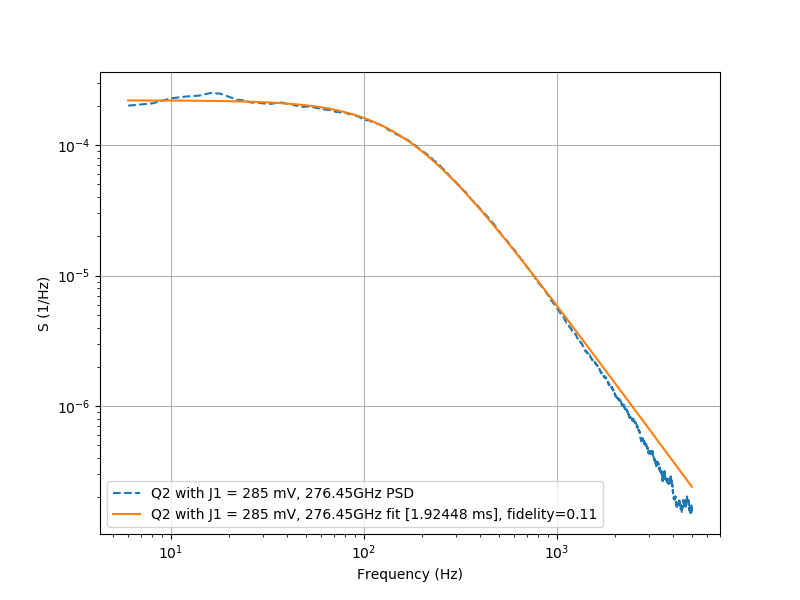 S (1/Hz)
10⁻⁴
10⁻⁵
10⁻⁶
Q2 with J1 = 285 mV, 276.45GHz PSD
Q2 with J1 = 285 mV, 276.45GHz fit [1.92448 ms], fidelity=0.11
10¹
10²
10³
Frequency (Hz)